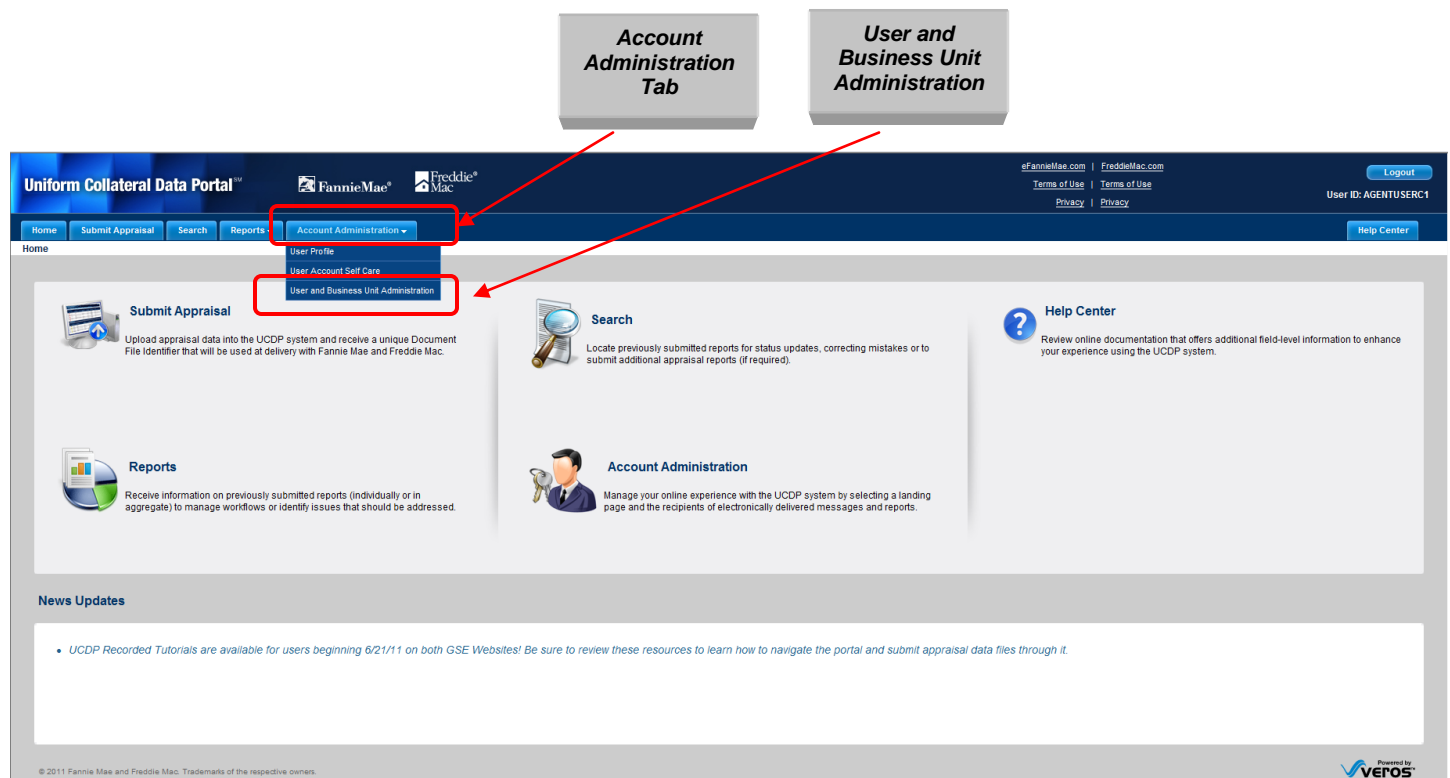 Account
Administration
Tab
User and
Business Unit
Administration
Uniform Collateral Data Portal℠
FannieMae®
Freddie®
Mac
eFannieMae.com | FreddieMac.com
Terms of Use | Terms of Use
Privacy | Privacy
Logout
User ID: AGENTUSERC1
Home
Submit Appraisal
Search
Reports
Account Administration
Help Center
Home
User Profile
User Account Self Care
User and Business Unit Administration
Submit Appraisal
Upload appraisal data into the UCDP system and receive a unique Document
File Identifier that will be used at delivery with Fannie Mae and Freddie Mac.
Search
Locate previously submitted reports for status updates, correcting mistakes or to
submit additional appraisal reports (if required).
Help Center
Review online documentation that offers additional field-level information to enhance
your experience using the UCDP system.
Reports
Receive information on previously submitted reports (individually or in
aggregate) to manage workflows or identify issues that should be addressed.
Account Administration
Manage your online experience with the UCDP system by selecting a landing
page and the recipients of electronically delivered messages and reports.
News Updates
• UCDP Recorded Tutorials are available for users beginning 6/21/11 on both GSE Websites! Be sure to review these resources to learn how to navigate the portal and submit appraisal data files through it.
© 2011 Fannie Mae and Freddie Mac. Trademarks of the respective owners.
Powered by
veros